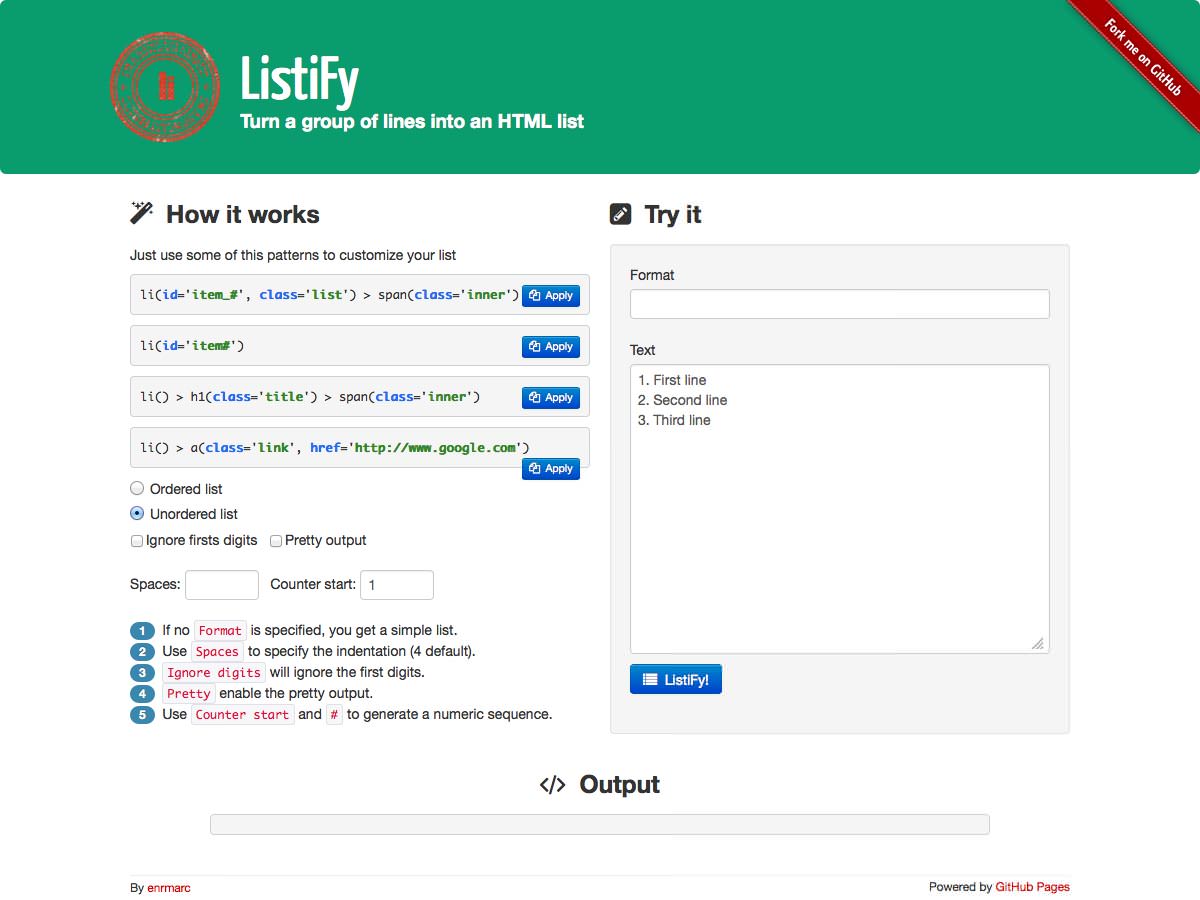 ListiFy
Turn a group of lines into an HTML list
Fork me on GitHub
How it works
Just use some of this patterns to customize your list
li(id='item_#', class='list') > span(class='inner') Apply
li(id='item#') Apply
li() > h1(class='title') > span(class='inner') Apply
li() > a(class='link', href='http://www.google.com')
Apply
Ordered list
Unordered list
Ignore firsts digits Pretty output
Spaces: Counter start: 1
1 If no Format is specified, you get a simple list.
2 Use Spaces to specify the indentation (4 default).
3 Ignore digits will ignore the first digits.
4 Pretty enable the pretty output.
5 Use Counter start and # to generate a numeric sequence.
Try it
Format
Text
1. First line
2. Second line
3. Third line
ListiFy!
</> Output
By enrmarc
Powered by GitHub Pages